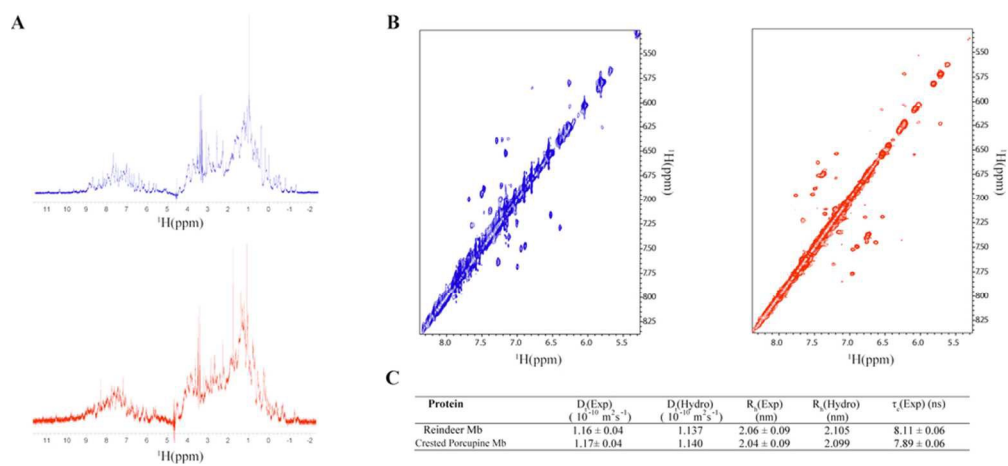 A
B
11 10 9 8 7 6 5 4 3 2 1 0 -1 -2
¹H(ppm)
11 10 9 8 7 6 5 4 3 2 1 0 -1 -2
¹H(ppm)
550
575
600
625
650
675
700
725
750
775
800
825
¹H(ppm)
8.0 7.5 7.0 6.5 6.0 5.5
¹H(ppm)
550
575
600
625
650
675
700
725
750
775
800
825
¹H(ppm)
8.0 7.5 7.0 6.5 6.0 5.5
¹H(ppm)
C
Protein D(Exp) D(Hydro) Rh(Exp) Rh(Hydro) τc(Exp) (ns)
(10⁻¹⁰ m²s⁻¹) (10⁻¹⁰ m²s⁻¹) (nm) (nm)
Reindeer Mb 1.16 ± 0.04 1.137 2.06 ± 0.09 2.105 8.11 ± 0.06
Crested Porcupine Mb 1.17± 0.04 1.140 2.04 ± 0.09 2.099 7.89 ± 0.06